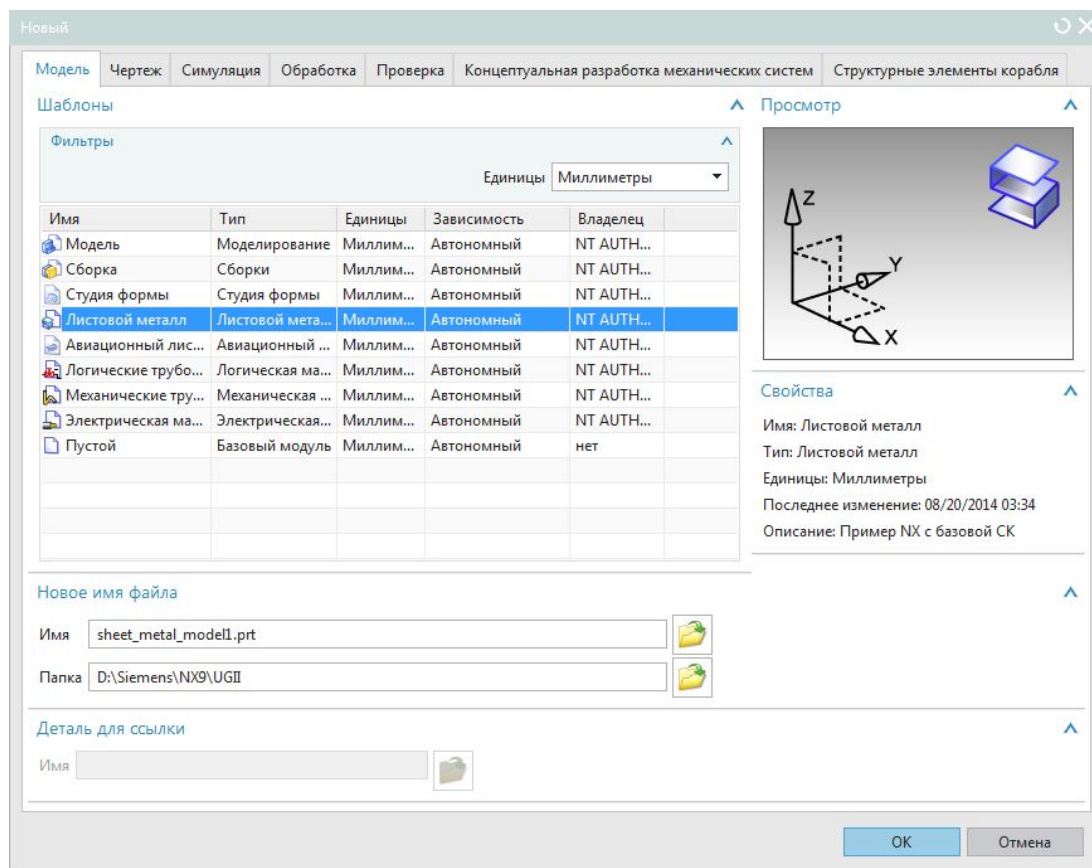 Новый
Модель Чертеж Симуляция Обработка Проверка Концептуальная разработка механических систем Структурные элементы корабля
Шаблоны
Фильтры
Единицы Миллиметры
Имя Тип Единицы Зависимость Владелец
Модель Моделирование Миллим... Автономный NT AUTH...
Сборка Сборки Миллим... Автономный NT AUTH...
Студия формы Студия формы Миллим... Автономный NT AUTH...
Листовой металл Листовой мета... Миллим... Автономный NT AUTH...
Авиационный лис... Авиационный ... Миллим... Автономный NT AUTH...
Логические трубо... Логическая ма... Миллим... Автономный NT AUTH...
Механические тру... Механическая ... Миллим... Автономный NT AUTH...
Электрическая ма... Электрическая... Миллим... Автономный NT AUTH...
Пустой Базовый модуль Миллим... Автономный нет
Просмотр
Z
Y
X
Свойства
Имя: Листовой металл
Тип: Листовой металл
Единицы: Миллиметры
Последнее изменение: 08/20/2014 03:34
Описание: Пример NX с базовой СК
Новое имя файла
Имя sheet_metal_model1.prt
Папка D:\Siemens\NX9\UGII
Деталь для ссылки
Имя
OK Отмена